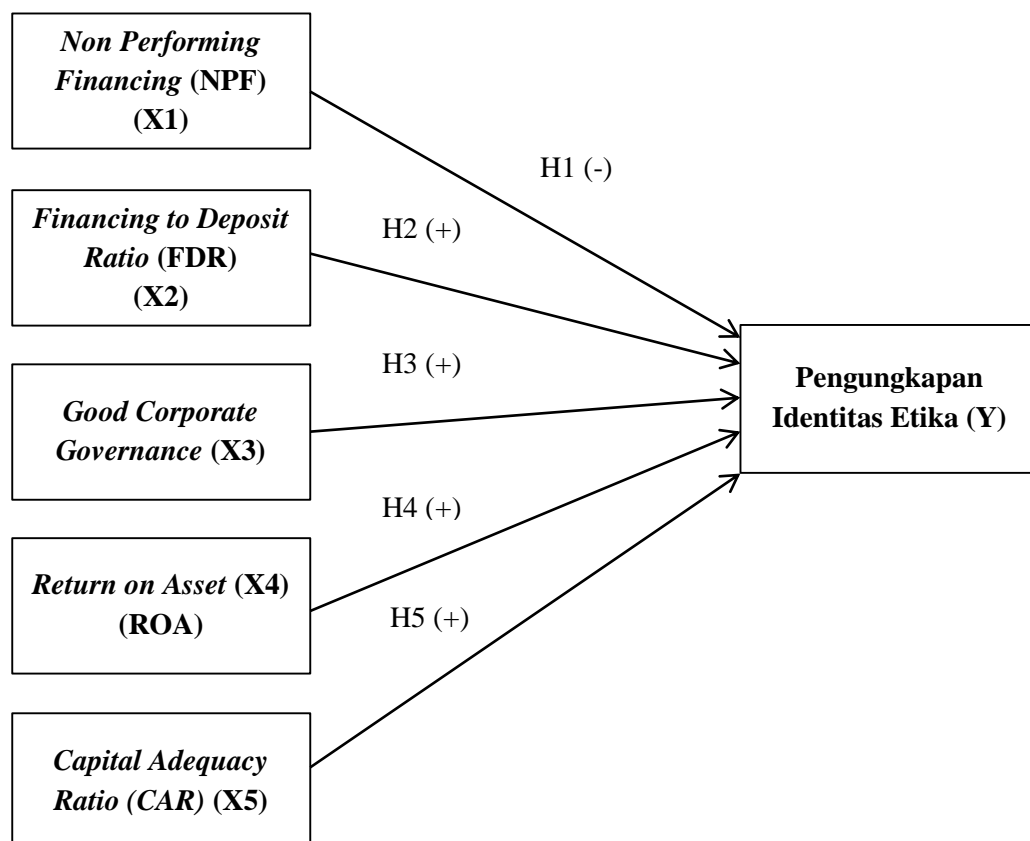 Non Performing
Financing (NPF)
(X1)
H1 (-)
Financing to Deposit
Ratio (FDR)
(X2)
H2 (+)
H3 (+)
Good Corporate
Governance (X3)
Pengungkapan
Identitas Etika (Y)
H4 (+)
Return on Asset (X4)
(ROA)
H5 (+)
Capital Adequacy
Ratio (CAR) (X5)